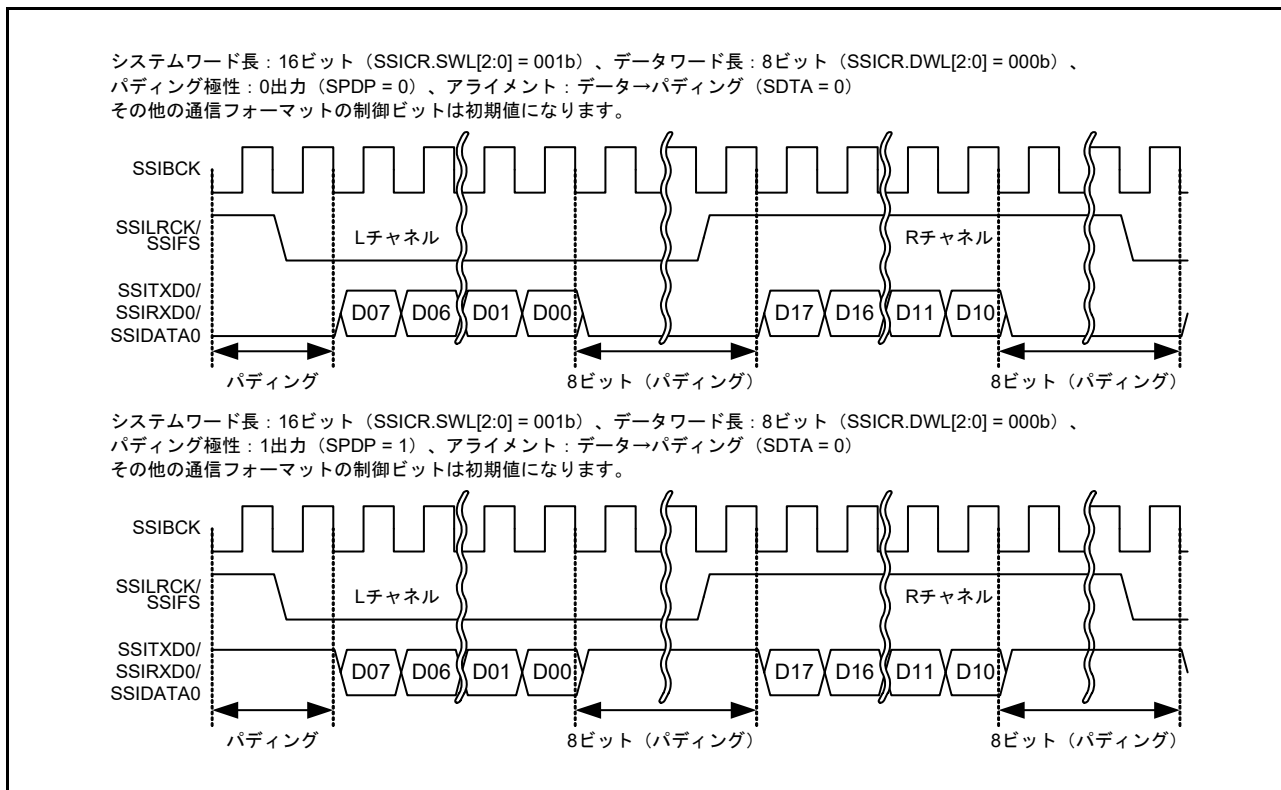 システムワード長：16ビット（SSICR.SWL[2:0] = 001b）、データワード長：8ビット（SSICR.DWL[2:0] = 000b）、
パディング極性：0出力（SPDP = 0）、アライメント：データ→パディング（SDTA = 0）
その他の通信フォーマットの制御ビットは初期値になります。
SSIBCK
SSILRCK/
SSIFS
Lチャネル
Rチャネル
SSITXD0/
SSIRXD0/
SSIDATA0
D07 D06 D01 D00 D17 D16 D11 D10
パディング
8ビット（パディング）
8ビット（パディング）
システムワード長：16ビット（SSICR.SWL[2:0] = 001b）、データワード長：8ビット（SSICR.DWL[2:0] = 000b）、
パディング極性：1出力（SPDP = 1）、アライメント：データ→パディング（SDTA = 0）
その他の通信フォーマットの制御ビットは初期値になります。
SSIBCK
SSILRCK/
SSIFS
Lチャネル
Rチャネル
SSITXD0/
SSIRXD0/
SSIDATA0
D07 D06 D01 D00 D17 D16 D11 D10
パディング
8ビット（パディング）
8ビット（パディング）